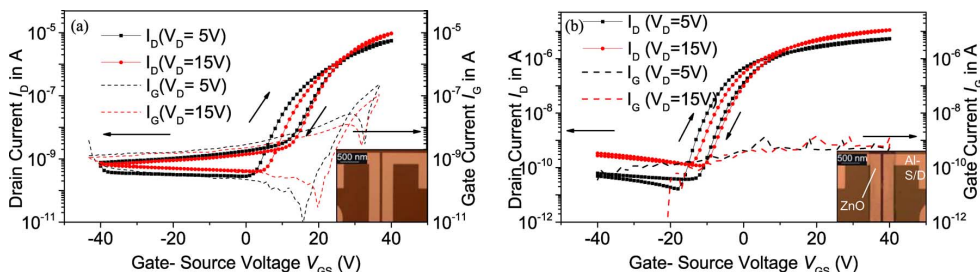 (a)
I_D(V_D= 5V)
I_D(V_D=15V)
I_G(V_D= 5V)
I_G(V_D=15V)
Drain Current I_D in A
10^-5
10^-7
10^-9
10^-11
Gate Current I_G in A
10^-5
10^-7
10^-9
10^-11
500 nm
-40 -20 0 20 40
Gate- Source Voltage V_GS (V)
(b)
I_D (V_D= 5V)
I_D (V_D=15V)
I_G (V_D=5V)
I_G (V_D=15V)
Drain Current I_D in A
10^-6
10^-8
10^-10
10^-12
Gate Current I_G in A
10^-6
10^-8
10^-10
10^-12
500 nm
Al-
S/D
ZnO
-40 -20 0 20 40
Gate- Source Voltage V_GS (V)